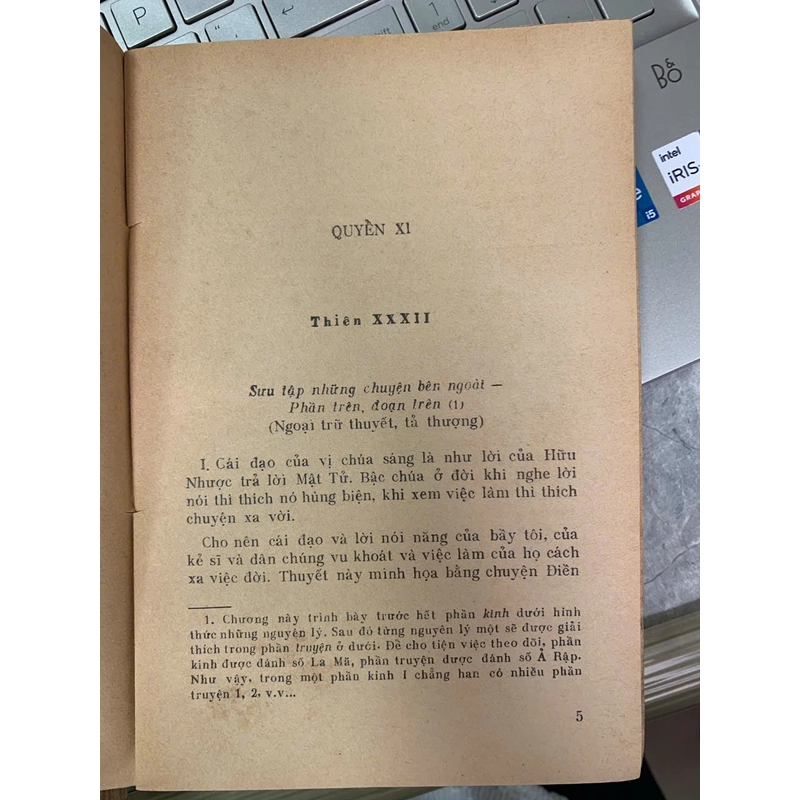 end
B&O
intel
iRIS
GRAP
i5
QUYỀN XI
Thiên XXXII
Sưu tập những chuyện bên ngoài —
Phần trên, đoạn trên (1)
(Ngoại trữ thuyết, tả thượng)
I. Cái đạo của vị chúa sáng là như lời của Hữu
Nhược trả lời Mật Tử. Bậc chúa ở đời khi nghe lời
nói thì thích nó hùng biện, khi xem việc làm thì thích
chuyện xa vời.
Cho nên cái đạo và lời nói năng của bầy tôi, của
kẻ sĩ và dân chúng vu khoát và việc làm của họ cách
xa việc đời. Thuyết này minh họa bằng chuyện Điền
1. Chương này trình bày trước hết phần kinh dưới hình
thức những nguyên lý. Sau đó từng nguyên lý một sẽ được giải
thích trong phần truyện ở dưới. Để cho tiện việc theo dõi, phần
kinh được đánh số La Mã, phần truyện được đánh số Ả Rập.
Như vậy, trong một phần kinh I chẳng hạn có nhiều phần
truyện 1, 2, v.v...
5